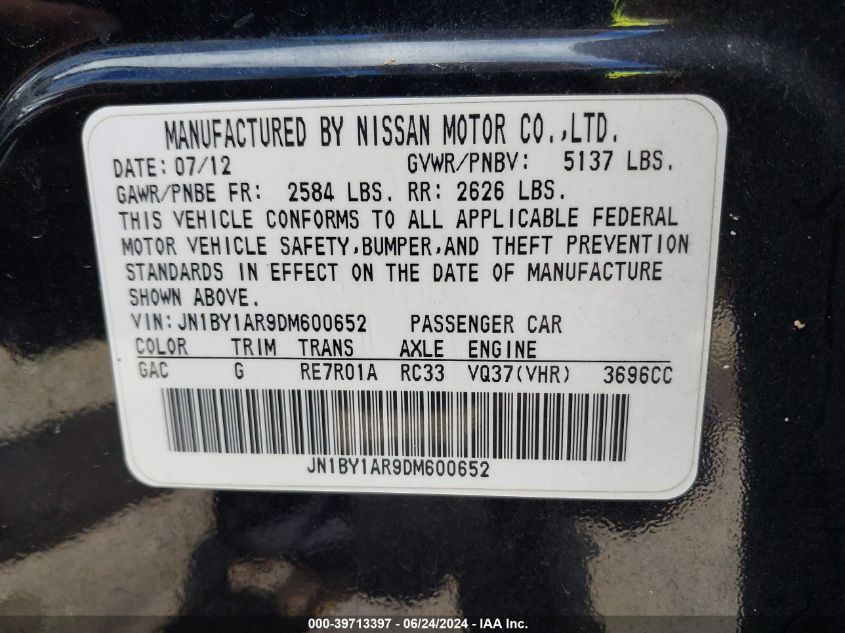 MANUFACTURED BY NISSAN MOTOR CO.,LTD.
DATE: 07/12 GVWR/PNBV: 5137 LBS.
GAWR/PNBE FR: 2584 LBS. RR: 2626 LBS.
THIS VEHICLE CONFORMS TO ALL APPLICABLE FEDERAL
MOTOR VEHICLE SAFETY,BUMPER,AND THEFT PREVENTION
STANDARDS IN EFFECT ON THE DATE OF MANUFACTURE
SHOWN ABOVE.
VIN: JN1BY1AR9DM600652 PASSENGER CAR
COLOR TRIM TRANS AXLE ENGINE
GAC G RE7R01A RC33 VQ37(VHR) 3696CC
JN1BY1AR9DM600652
000-39713397 - 06/24/2024 - IAA Inc.